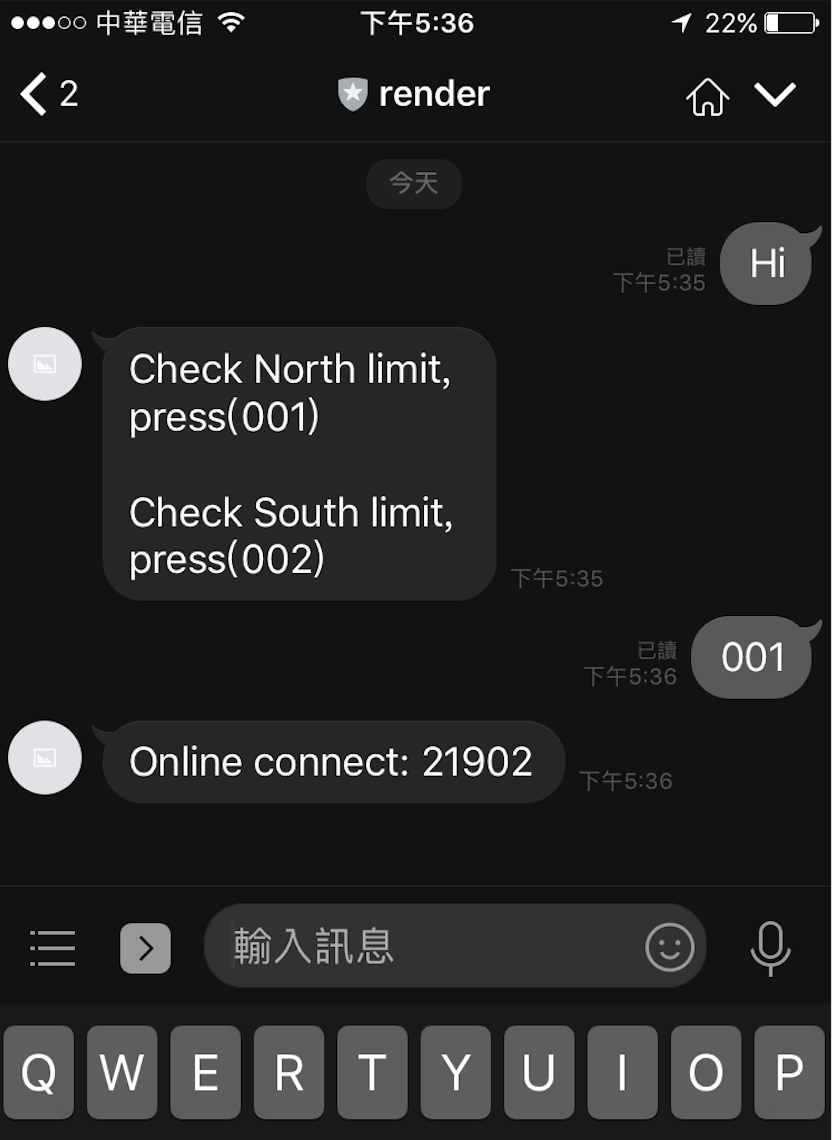 中華電信 下午5:36 22%
2 render
今天
已讀
下午5:35 Hi
Check North limit,
press(001)
Check South limit,
press(002)
下午5:35
已讀
下午5:36 001
Online connect: 21902
下午5:36
輸入訊息
Q W E R T Y U I O P